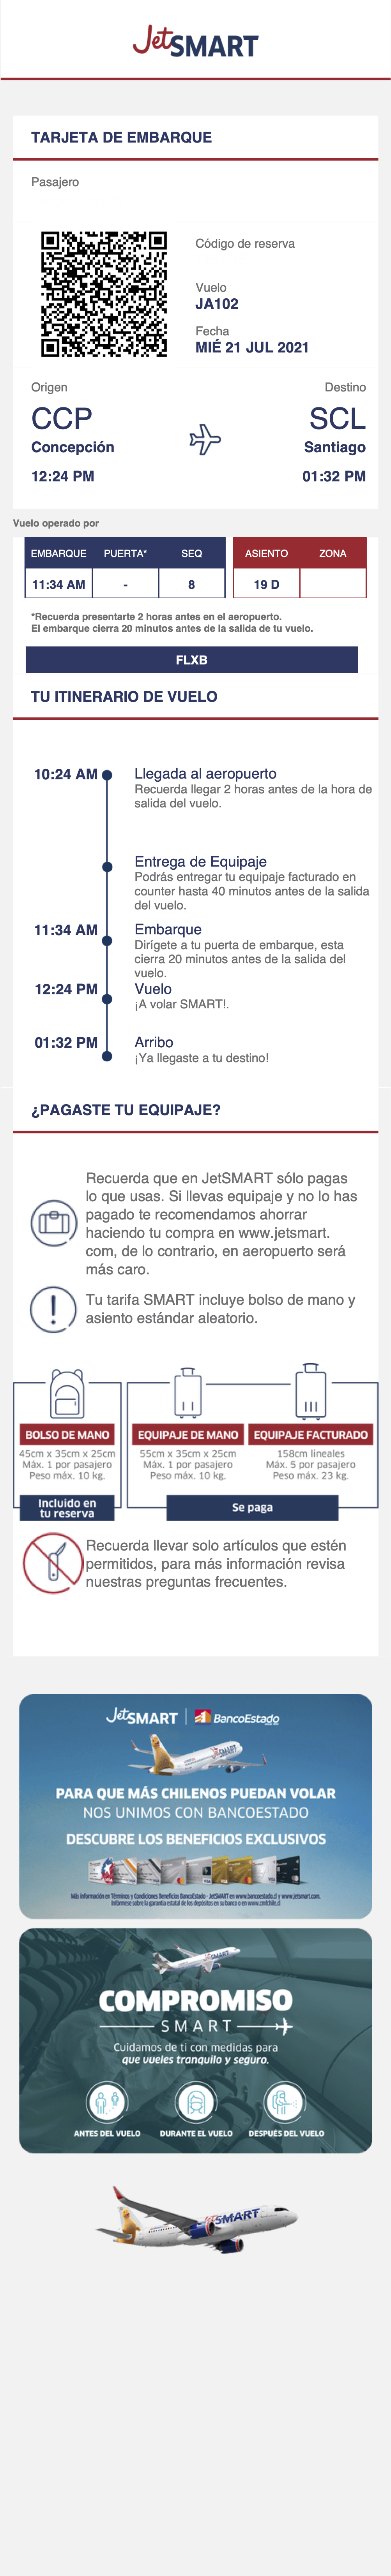 JetSMART
TARJETA DE EMBARQUE
Pasajero
Código de reserva
Vuelo
JA102
Fecha
MIÉ 21 JUL 2021
Origen
Destino
CCP
SCL
Concepción
Santiago
12:24 PM
01:32 PM
Vuelo operado por
EMBARQUE PUERTA* SEQ ASIENTO ZONA
11:34 AM - 8 19 D
*Recuerda presentarte 2 horas antes en el aeropuerto.
El embarque cierra 20 minutos antes de la salida de tu vuelo.
FLXB
TU ITINERARIO DE VUELO
10:24 AM Llegada al aeropuerto
Recuerda llegar 2 horas antes de la hora de
salida del vuelo.
Entrega de Equipaje
Podrás entregar tu equipaje facturado en
counter hasta 40 minutos antes de la salida
del vuelo.
11:34 AM Embarque
Dirígete a tu puerta de embarque, esta
cierra 20 minutos antes de la salida del
vuelo.
12:24 PM Vuelo
¡A volar SMART!.
01:32 PM Arribo
¡Ya llegaste a tu destino!
¿PAGASTE TU EQUIPAJE?
Recuerda que en JetSMART sólo pagas
lo que usas. Si llevas equipaje y no lo has
pagado te recomendamos ahorrar
haciendo tu compra en www.jetsmart.
com, de lo contrario, en aeropuerto será
más caro.
Tu tarifa SMART incluye bolso de mano y
asiento estándar aleatorio.
BOLSO DE MANO
45cm x 35cm x 25cm
Máx. 1 por pasajero
Peso máx. 10 kg.
Incluido en
tu reserva
EQUIPAJE DE MANO
55cm x 35cm x 25cm
Máx. 1 por pasajero
Peso máx. 10 kg.
EQUIPAJE FACTURADO
158cm lineales
Máx. 5 por pasajero
Peso máx. 23 kg.
Se paga
Recuerda llevar solo artículos que estén
permitidos, para más información revisa
nuestras preguntas frecuentes.
JetSMART BancoEstado
PARA QUE MÁS CHILENOS PUEDAN VOLAR
NOS UNIMOS CON BANCOESTADO
DESCUBRE LOS BENEFICIOS EXCLUSIVOS
Más información en Términos y Condiciones Beneficios BancoEstado - JetSMART en www.bancoestado.cl y www.jetsmart.com.
Infórmese sobre la garantía estatal de los depósitos en su banco o en www.cmfchile.cl
COMPROMISO
SMART
Cuidamos de ti con medidas para
que vueles tranquilo y seguro.
ANTES DEL VUELO
DURANTE EL VUELO
DESPUÉS DEL VUELO
JetSMART